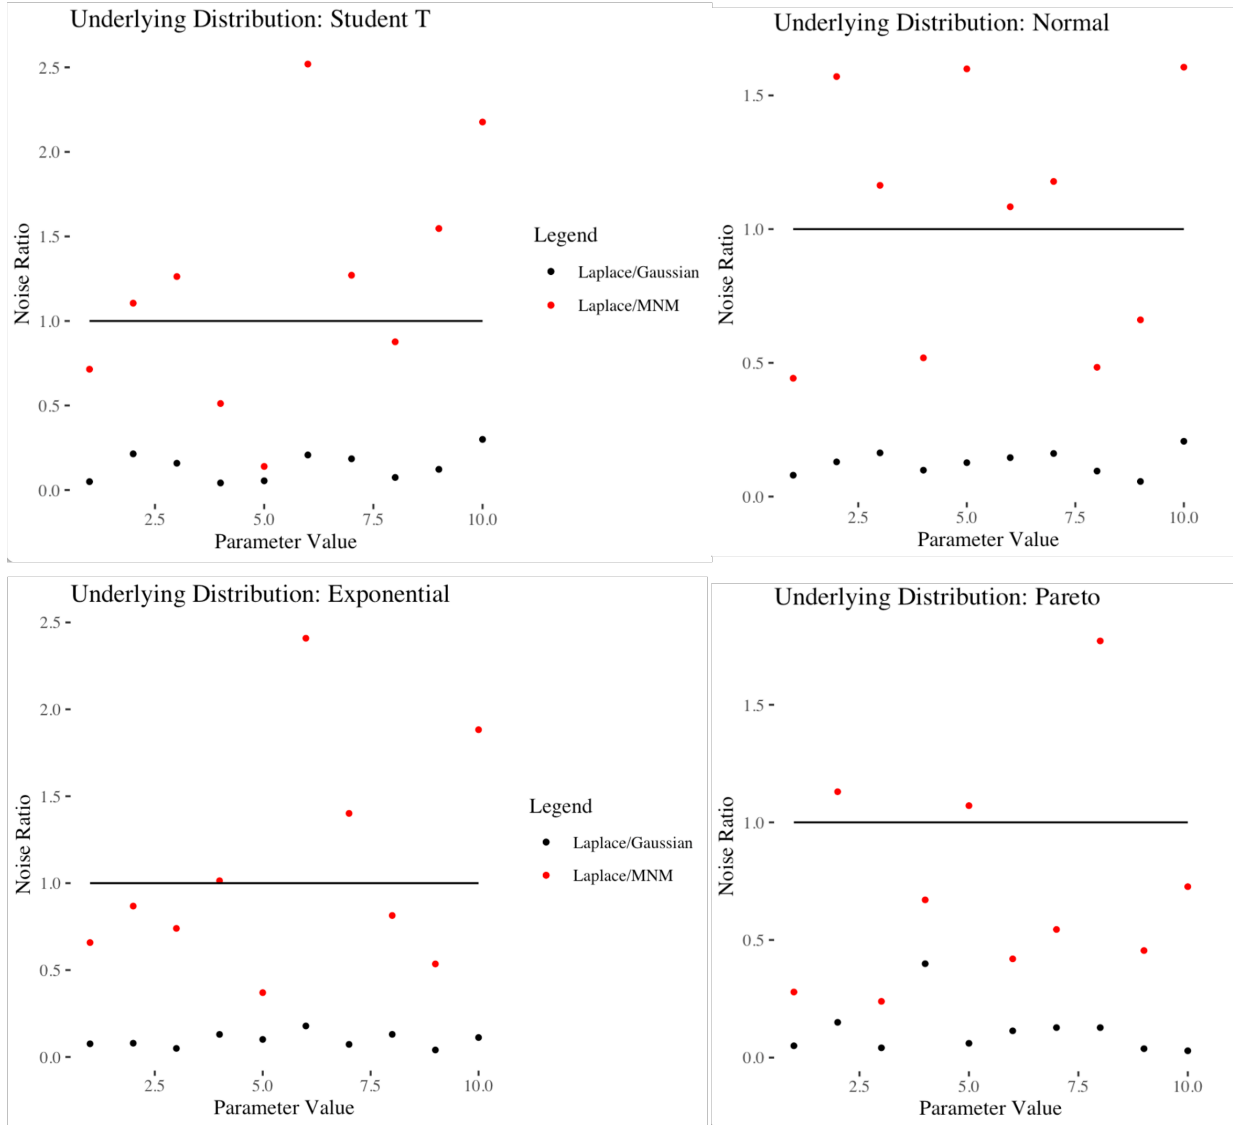 Underlying Distribution: Student T
Noise Ratio
2.5
2.0
1.5
1.0
0.5
0.0
2.5 5.0 7.5 10.0
Parameter Value
Legend
Laplace/Gaussian
Laplace/MNM
Underlying Distribution: Normal
Noise Ratio
1.5
1.0
0.5
0.0
2.5 5.0 7.5 10.0
Parameter Value
Underlying Distribution: Exponential
Noise Ratio
2.5
2.0
1.5
1.0
0.5
0.0
2.5 5.0 7.5 10.0
Parameter Value
Legend
Laplace/Gaussian
Laplace/MNM
Underlying Distribution: Pareto
Noise Ratio
1.5
1.0
0.5
0.0
2.5 5.0 7.5 10.0
Parameter Value